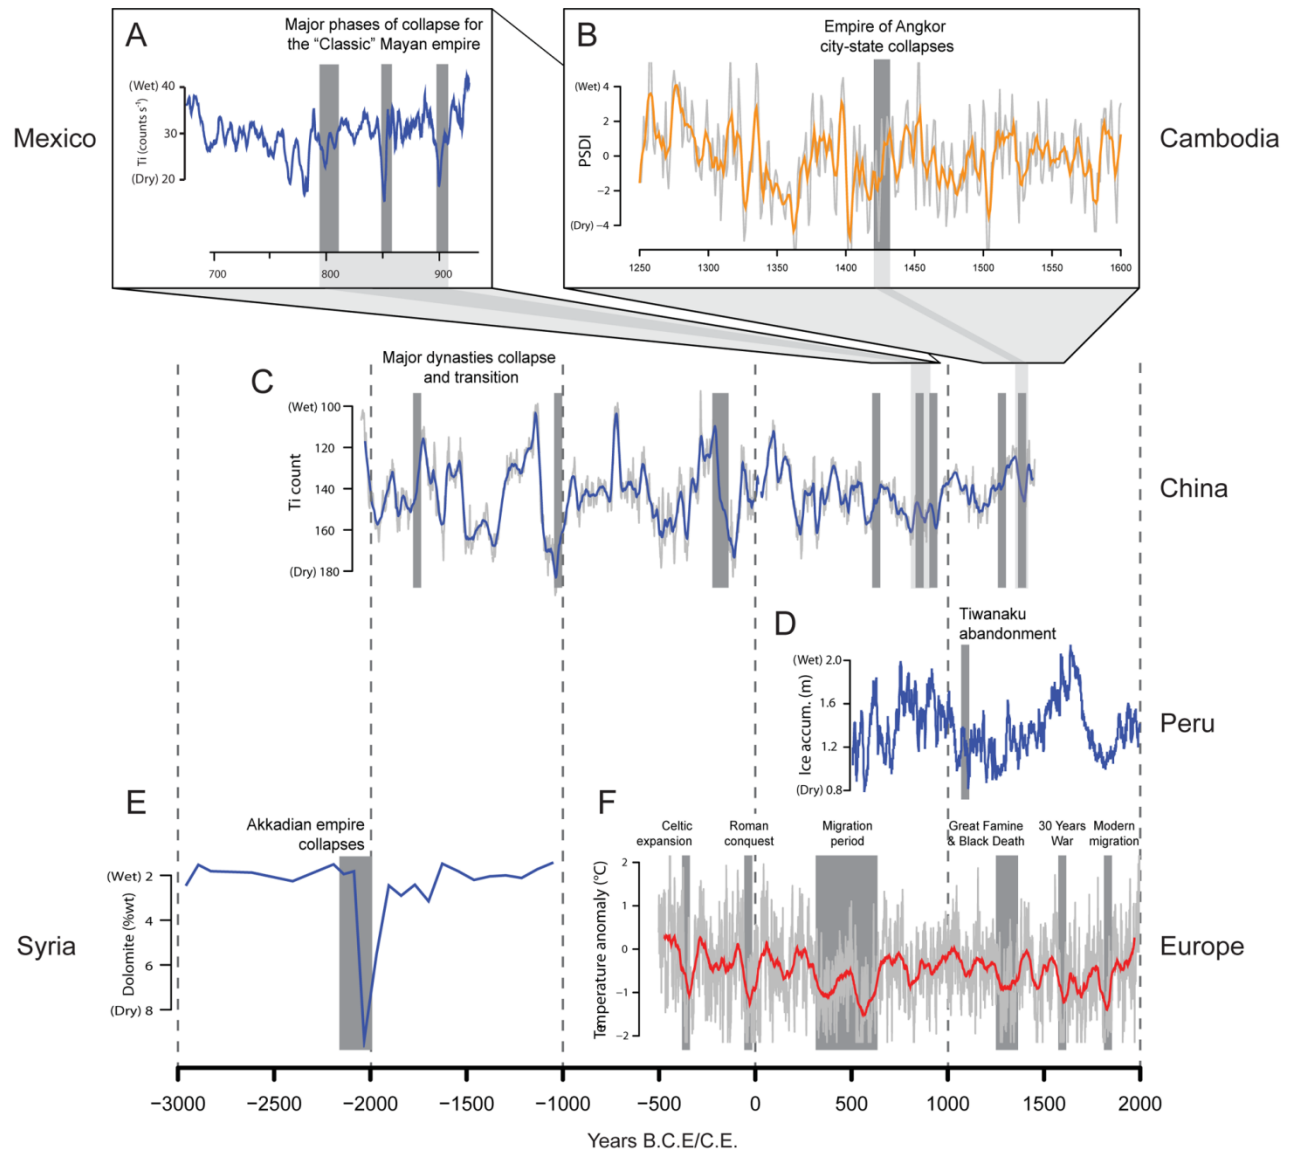 A
Major phases of collapse for
the “Classic” Mayan empire
(Wet) 40
30
(Dry) 20
Ti (counts s⁻¹)
700
800
900
Mexico
B
Empire of Angkor
city-state collapses
(Wet) 4
2
0
−2
(Dry) −4
PSDI
1250
1300
1350
1400
1450
1500
1550
1600
Cambodia
C
Major dynasties collapse
and transition
(Wet) 100
120
140
160
(Dry) 180
Ti count
China
D
Tiwanaku
abandonment
(Wet) 2.0
1.6
1.2
(Dry) 0.8
Ice accum. (m)
Peru
E
Akkadian empire
collapses
(Wet) 2
4
6
(Dry) 8
Dolomite (%wt)
Syria
F
Celtic
expansion
Roman
conquest
Migration
period
Great Famine
& Black Death
30 Years
War
Modern
migration
2
1
0
−1
−2
Temperature anomaly (°C)
Europe
−3000
−2500
−2000
−1500
−1000
−500
0
500
1000
1500
2000
Years B.C.E/C.E.